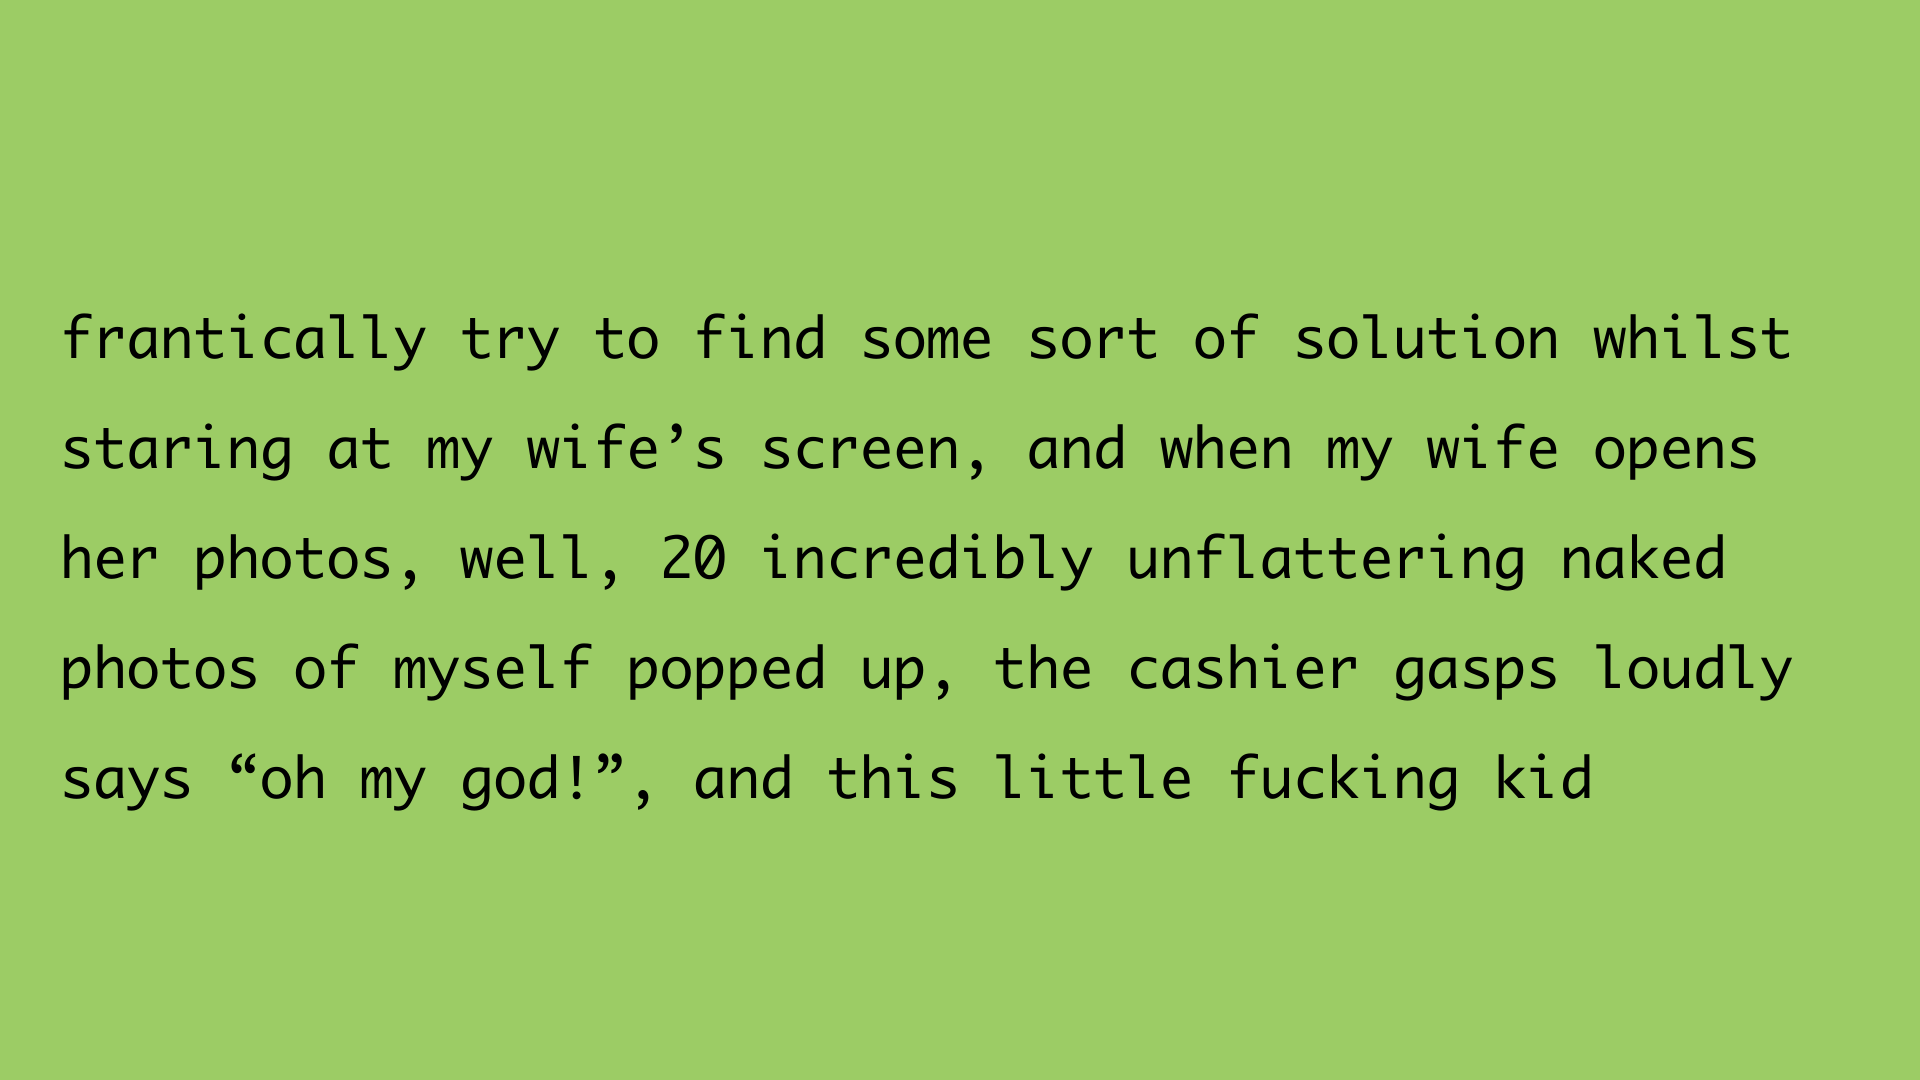 frantically try to find some sort of solution whilst
staring at my wife’s screen, and when my wife opens
her photos, well, 20 incredibly unflattering naked
photos of myself popped up, the cashier gasps loudly
says “oh my god!”, and this little fucking kid